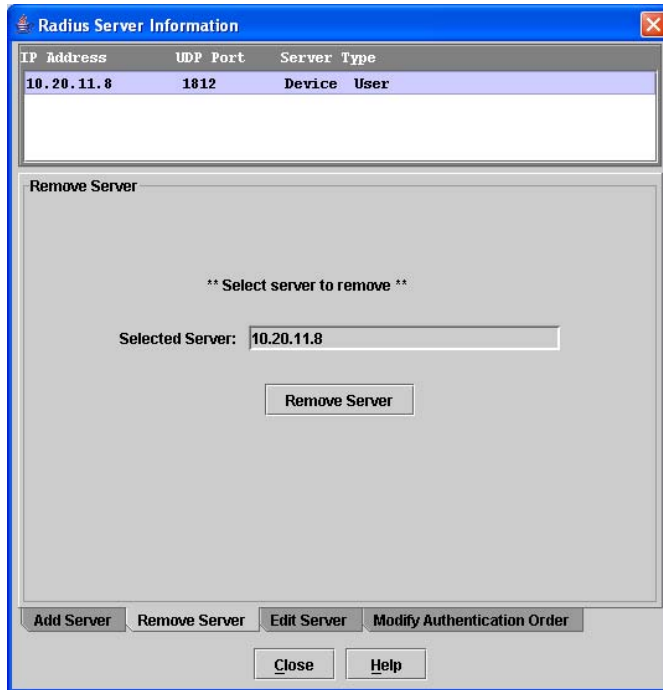 Radius Server Information
IP Address UDP Port Server Type
10.20.11.8 1812 Device User
Remove Server
** Select server to remove **
Selected Server: 10.20.11.8
Remove Server
Add Server Remove Server Edit Server Modify Authentication Order
Close Help